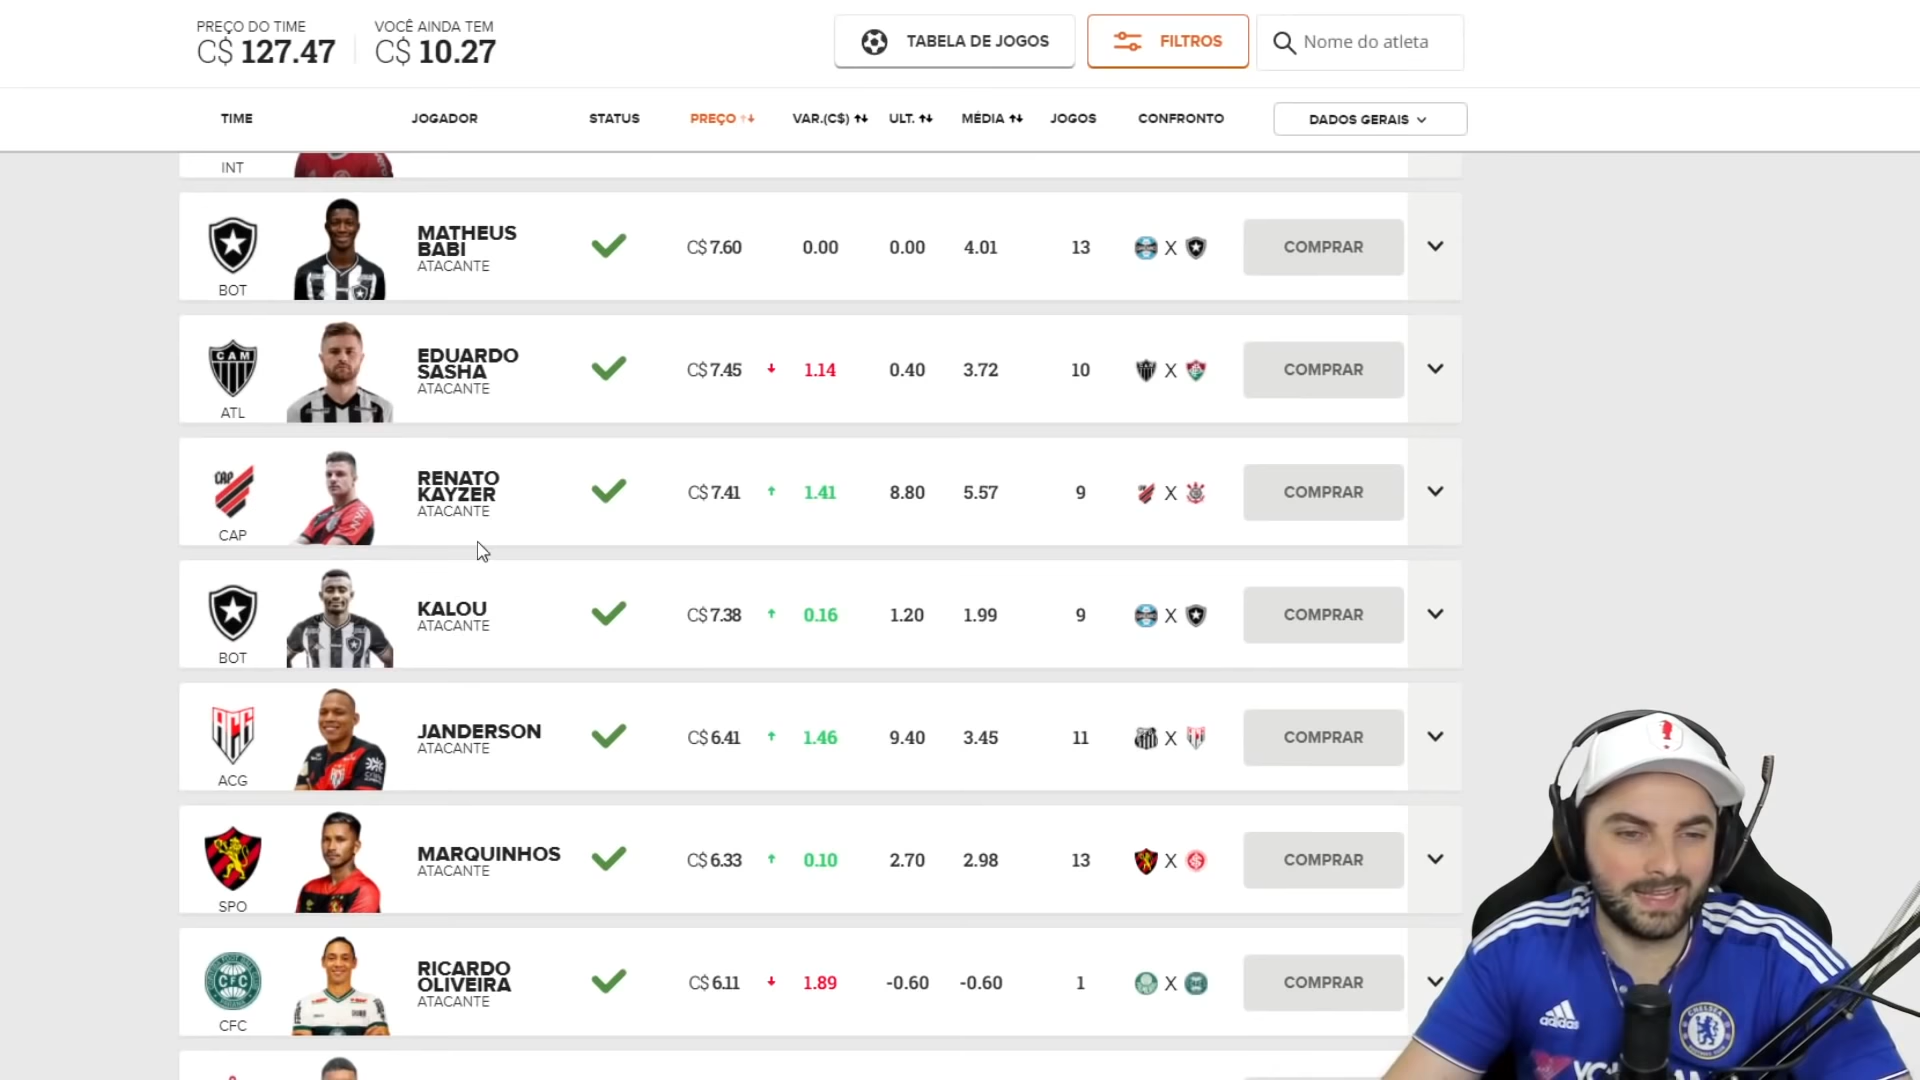 PREÇO DO TIME
C$ 127.47
VOCÊ AINDA TEM
C$ 10.27
TABELA DE JOGOS
FILTROS
Nome do atleta
TIME JOGADOR STATUS PREÇO VAR.(C$) ULT. MÉDIA JOGOS CONFRONTO DADOS GERAIS
INT
BOT
MATHEUS
BABI
ATACANTE
C$ 7.60 0.00 0.00 4.01 13 X COMPRAR
CAM
ATL
EDUARDO
SASHA
ATACANTE
C$ 7.45 1.14 0.40 3.72 10 X COMPRAR
CAP
CAP
RENATO
KAYZER
ATACANTE
C$ 7.41 1.41 8.80 5.57 9 X COMPRAR
BOT
KALOU
ATACANTE
C$ 7.38 0.16 1.20 1.99 9 X COMPRAR
ACG
ACG
JANDERSON
ATACANTE
C$ 6.41 1.46 9.40 3.45 11 X COMPRAR
SPO
MARQUINHOS
ATACANTE
C$ 6.33 0.10 2.70 2.98 13 X COMPRAR
CFC
CFC
RICARDO
OLIVEIRA
ATACANTE
C$ 6.11 1.89 -0.60 -0.60 1 X COMPRAR
adidas
CHELSEA